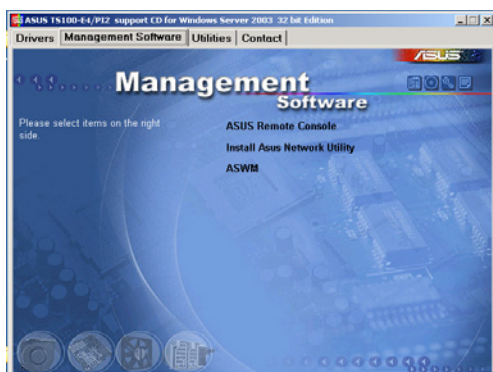 ASUS TS100-E4/PI2 support CD for Windows Server 2003 32 bit Edition
Drivers Management Software Utilities Contact
ASUS
Management
Software
Please select items on the right
side.
ASUS Remote Console
Install Asus Network Utility
ASWM